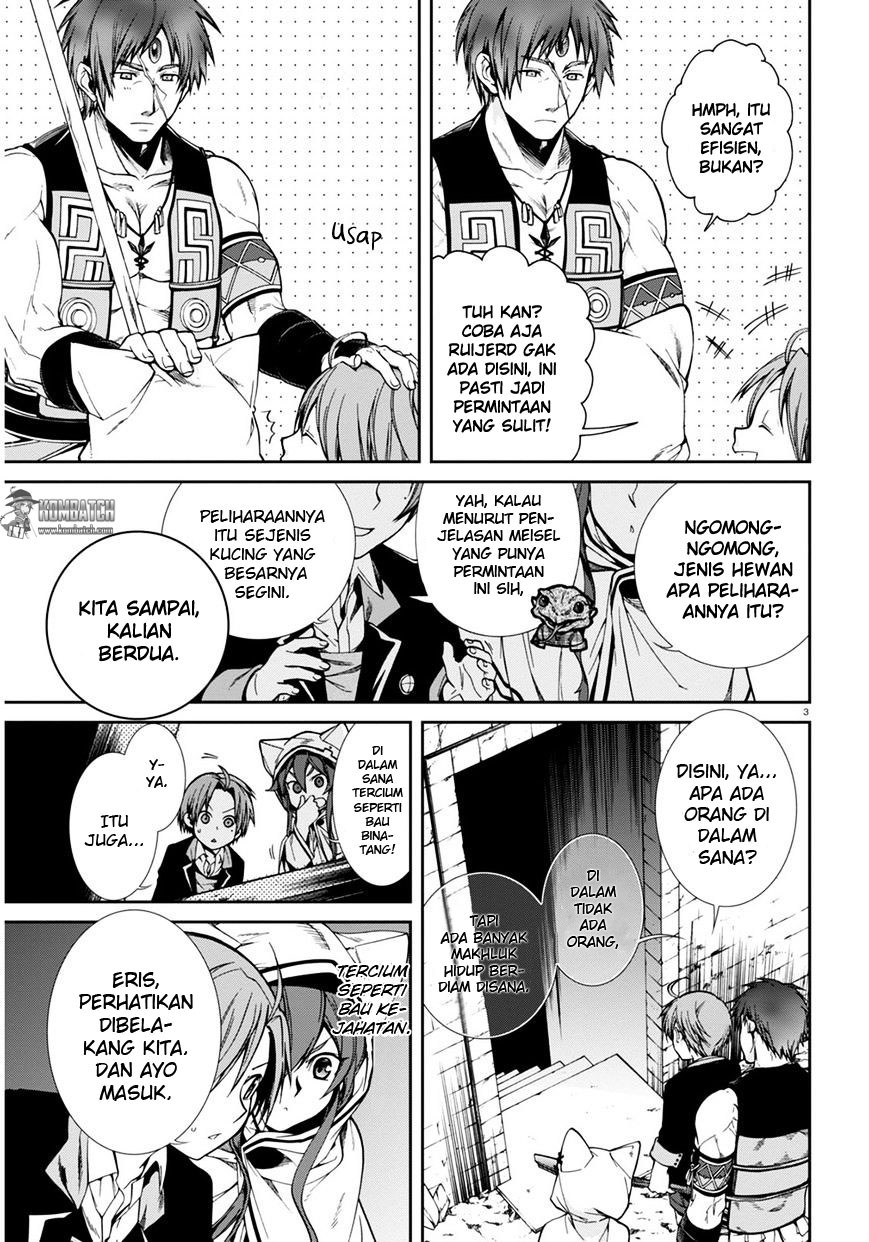 HMPH, ITU
SANGAT
EFISIEN,
BUKAN?
TUH KAN?
COBA AJA
RUIJERD GAK
ADA DISINI, INI
PASTI JADI
PERMINTAAN
YANG SULIT!
Usap
NGOMONG-
NGOMONG,
JENIS HEWAN
APA PELIHARA-
ANNYA ITU?
YAH, KALAU
MENURUT PEN-
JELASAN MEISEL
YANG PUNYA
PERMINTAAN
INI SIH,
PELIHARAANNYA
ITU SEJENIS
KUCING YANG
BESARNYA
SEGINI.
KITA SAMPAI,
KALIAN
BERDUA.
KOMBATCH
www.kombatch.com
3
DISINI, YA...
APA ADA
ORANG DI
DALAM
SANA?
DI
DALAM
TIDAK
ADA
ORANG,
TAPI
ADA BANYAK
MAKHLUK
HIDUP BER-
DIAM DISANA.
DI
DALAM
SANA
TERCIUM
SEPERTI
BAU
BINA-
TANG!
Y-
YA.
ITU
JUGA...
TERCIUM
SEPERTI
BAU KE-
JAHATAN.
ERIS,
PERHATIKAN
DIBELA-
KANG KITA.
DAN AYO
MASUK.